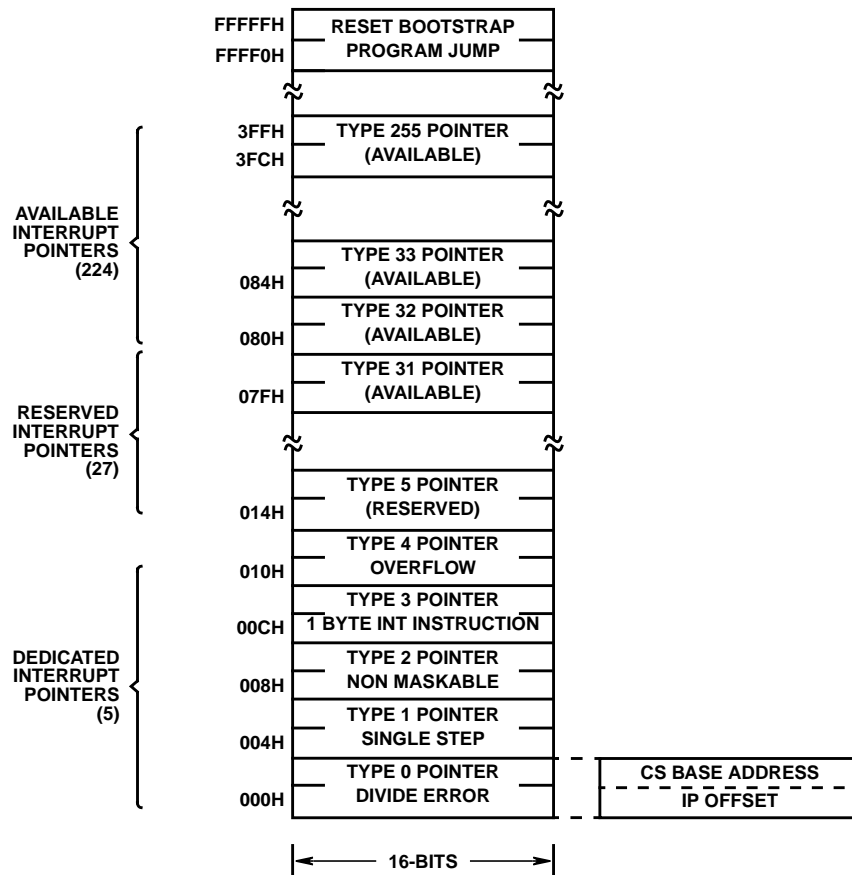 FFFFFH
RESET BOOTSTRAP
FFFF0H
PROGRAM JUMP
3FFH
TYPE 255 POINTER
3FCH
(AVAILABLE)
AVAILABLE
INTERRUPT
POINTERS
(224)
TYPE 33 POINTER
084H
(AVAILABLE)
TYPE 32 POINTER
080H
(AVAILABLE)
TYPE 31 POINTER
07FH
(AVAILABLE)
RESERVED
INTERRUPT
POINTERS
(27)
TYPE 5 POINTER
014H
(RESERVED)
TYPE 4 POINTER
010H
OVERFLOW
TYPE 3 POINTER
00CH
1 BYTE INT INSTRUCTION
DEDICATED
INTERRUPT
POINTERS
(5)
TYPE 2 POINTER
008H
NON MASKABLE
TYPE 1 POINTER
004H
SINGLE STEP
TYPE 0 POINTER
000H
DIVIDE ERROR
CS BASE ADDRESS
IP OFFSET
16-BITS